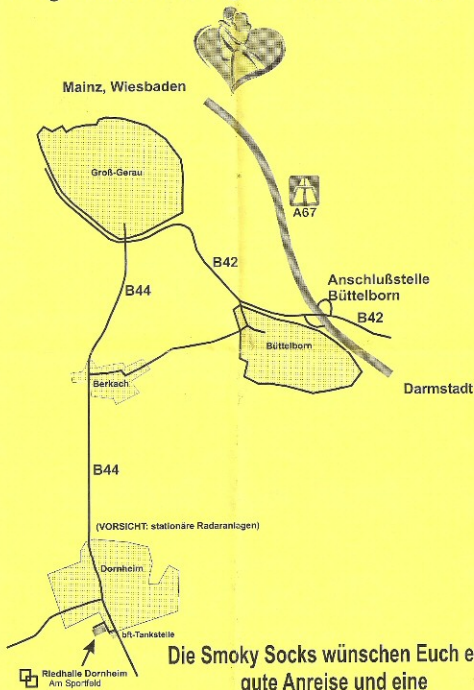 Mainz, Wiesbaden
Groß-Gerau
A67
B42
B44
Anschlußstelle
Büttelborn
B42
Büttelborn
Berkach
Darmstadt
B44
(VORSICHT: stationäre Radaranlagen)
Dornheim
bft-Tankstelle
Riedhalle Dornheim
Am Sportfeld
Die Smoky Socks wünschen Euch e
gute Anreise und eine